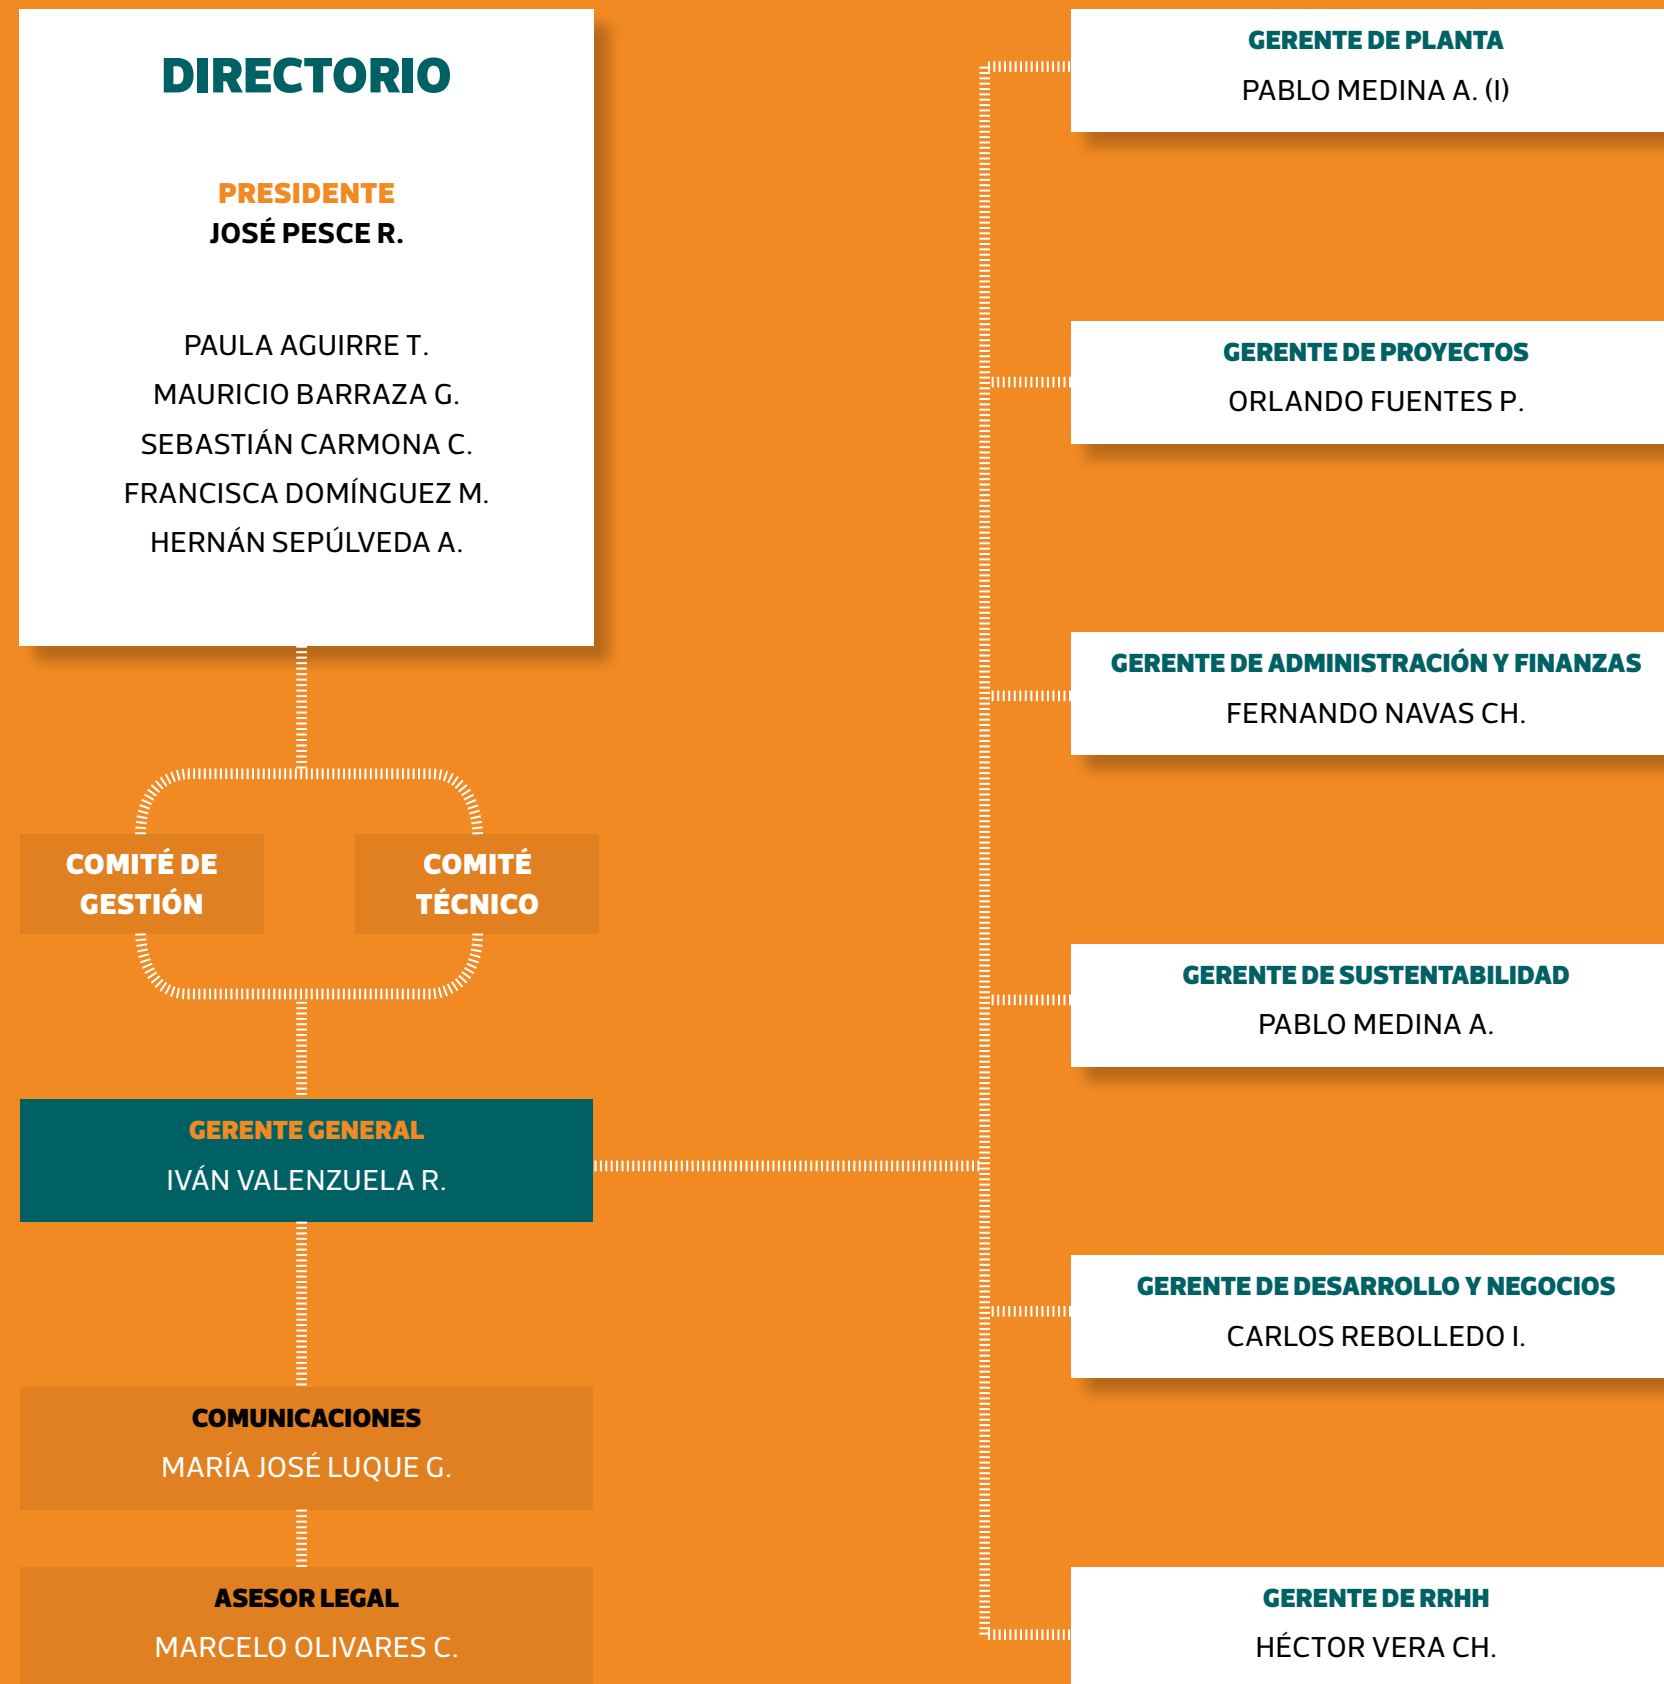 DIRECTORIO
PRESIDENTE
JOSÉ PESCE R.
PAULA AGUIRRE T.
MAURICIO BARRAZA G.
SEBASTIÁN CARMONA C.
FRANCISCA DOMÍNGUEZ M.
HERNÁN SEPÚLVEDA A.
COMITÉ DE
GESTIÓN
COMITÉ
TÉCNICO
GERENTE GENERAL
IVÁN VALENZUELA R.
COMUNICACIONES
MARÍA JOSÉ LUQUE G.
ASESOR LEGAL
MARCELO OLIVARES C.
GERENTE DE PLANTA
PABLO MEDINA A. (I)
GERENTE DE PROYECTOS
ORLANDO FUENTES P.
GERENTE DE ADMINISTRACIÓN Y FINANZAS
FERNANDO NAVAS CH.
GERENTE DE SUSTENTABILIDAD
PABLO MEDINA A.
GERENTE DE DESARROLLO Y NEGOCIOS
CARLOS REBOLLEDO I.
GERENTE DE RRHH
HÉCTOR VERA CH.